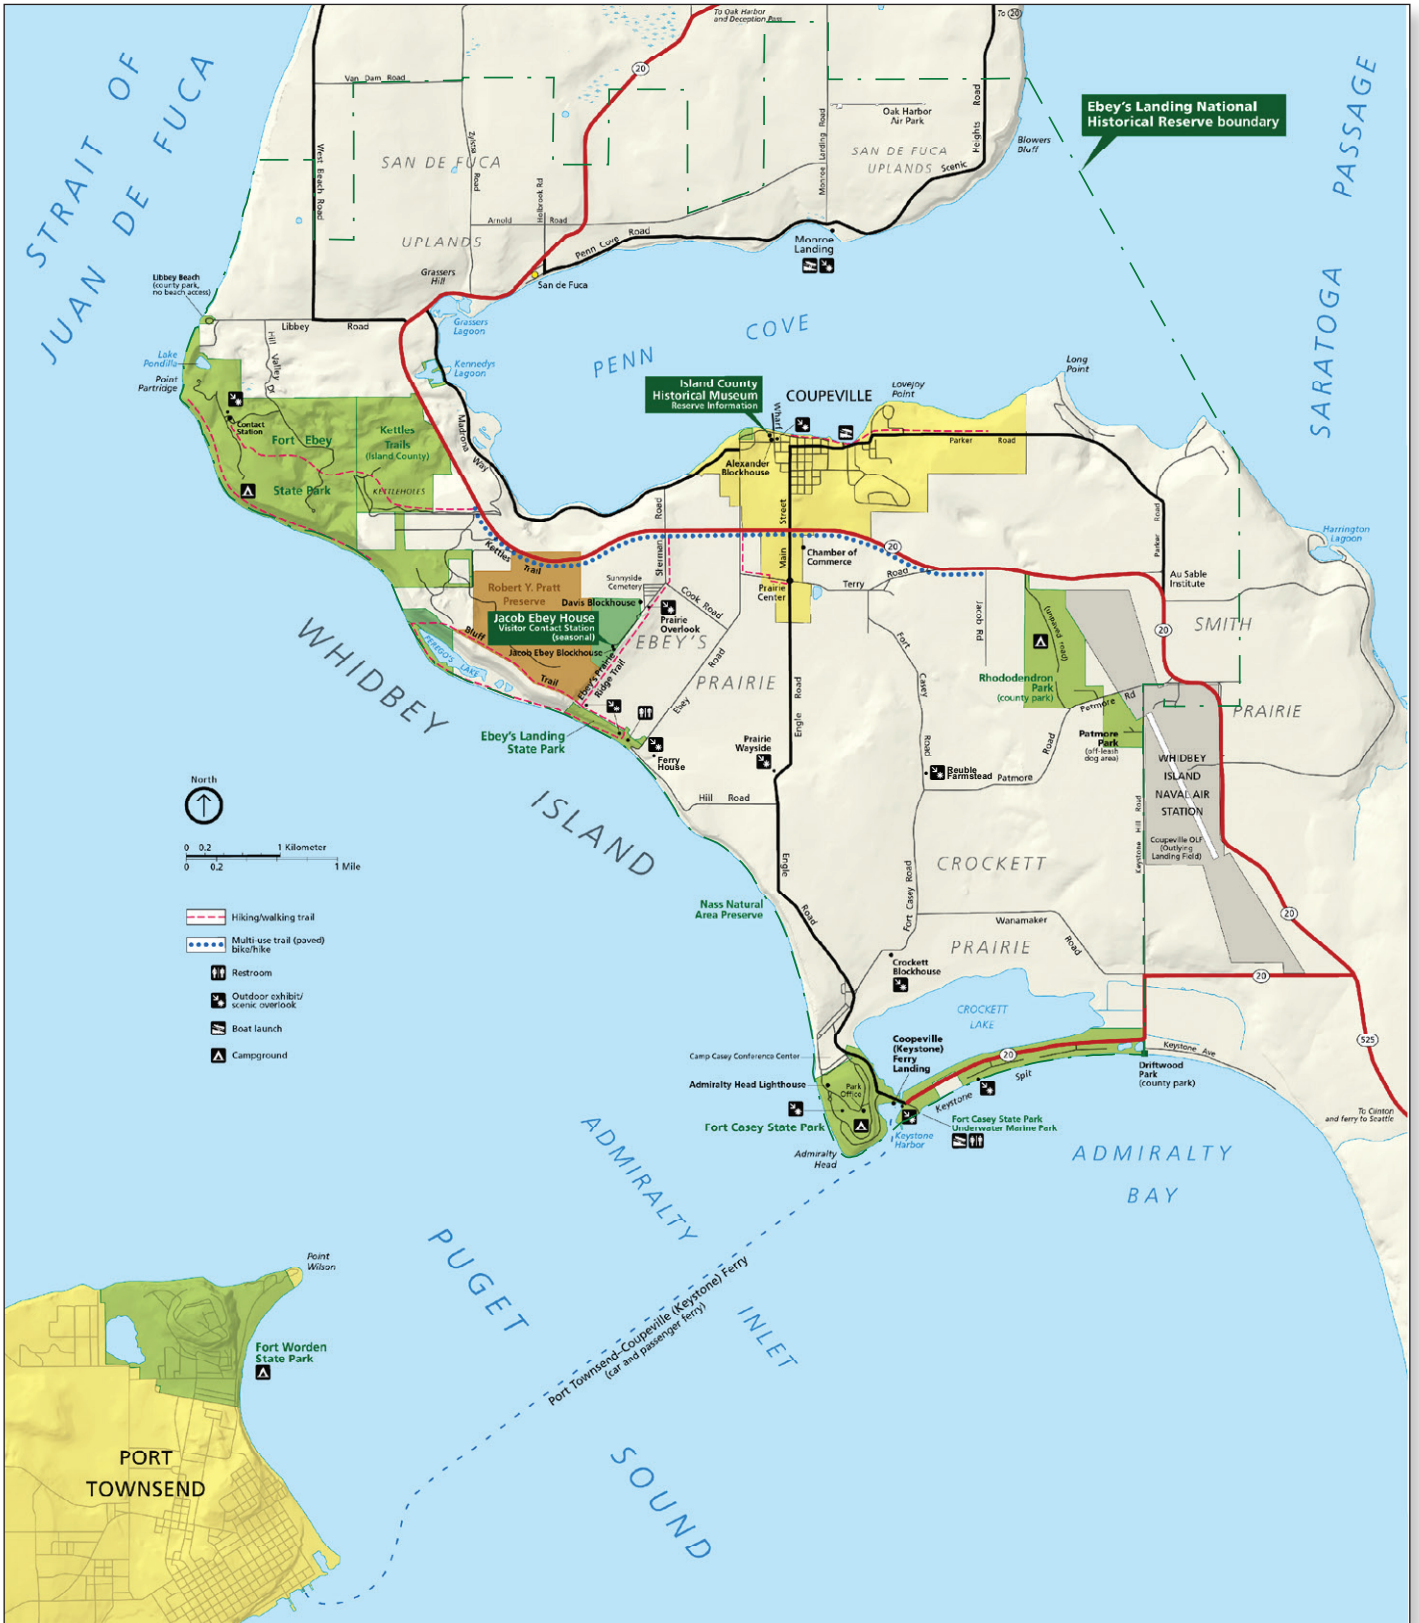 To Oak Harbor
and Deception Pass
To 20
STRAIT OF
JUAN DE FUCA
SARATOGA PASSAGE
20
Van Dam Road
Zylstra Road
West Beach Road
SAN DE FUCA
UPLANDS
Holbrook Rd
Arnold Road
Monroe Landing Road
Oak Harbor
Air Park
Heights Road
SAN DE FUCA
UPLANDS
Scenic
Blowers
Bluff
Ebey's Landing National
Historical Reserve boundary
Penn Cove Road
Monroe
Landing
Grassers
Hill
San de Fuca
Libbey Beach
(county park,
no beach access)
Libbey Road
Grassers
Lagoon
Hill Valley Dr
Kennedys
Lagoon
Lake
Pondilla
Point
Partridge
Contact
Station
Fort Ebey
State Park
Kettles
Trails
(Island County)
KETTLEHOLES
Madrona Way
PENN COVE
Long
Point
Island County
Historical Museum
Reserve Information
Wharf
COUPEVILLE
Lovejoy
Point
Alexander
Blockhouse
Parker Road
Main Street
Sherman Road
Kettles Trail
20
Chamber of
Commerce
Prairie
Center
Terry Road
Parker Road
Harrington
Lagoon
Au Sable
Institute
Robert Y. Pratt
Preserve
Sunnyside
Cemetery
Davis Blockhouse
Cook Road
Prairie
Overlook
Jacob Ebey House
Visitor Contact Station
(seasonal)
Jacob Ebey Blockhouse
EBEY'S
PRAIRIE
Bluff Trail
PEREGO'S LAKE
Ebey's Prairie
Ridge Trail
Ebey Road
Jacob Rd
Fort Casey Road
(unpaved road)
20
SMITH
PRAIRIE
Rhododendron
Park
(county park)
Patmore Rd
Patmore
Park
(off-leash
dog area)
WHIDBEY
ISLAND
Ebey's Landing
State Park
Ferry
House
Prairie
Wayside
Engle Road
Reuble
Farmstead
Patmore Road
WHIDBEY
ISLAND
NAVAL AIR
STATION
Coupeville OLF
(Outlying
Landing Field)
Keystone Hill Road
Hill Road
North
0 0.2 1 Kilometer
0 0.2 1 Mile
Hiking/walking trail
Multi-use trail (paved)
bike/hike
Restroom
Outdoor exhibit/
scenic overlook
Boat launch
Campground
Engle Road
Fort Casey Road
CROCKETT
PRAIRIE
Nass Natural
Area Preserve
Wanamaker Road
20
Crockett
Blockhouse
20
CROCKETT
LAKE
525
Coupeville
(Keystone)
Ferry
Landing
20
Keystone Ave
Camp Casey Conference Center
Admiralty Head Lighthouse
Park
Office
Keystone Spit
Driftwood
Park
(county park)
Fort Casey State Park
Fort Casey State Park
Underwater Marine Park
Keystone
Harbor
Admiralty
Head
To Clinton
and ferry to Seattle
ADMIRALTY
BAY
ADMIRALTY
INLET
PUGET
SOUND
Port Townsend–Coupeville (Keystone) Ferry
(car and passenger ferry)
Point
Wilson
Fort Worden
State Park
PORT
TOWNSEND